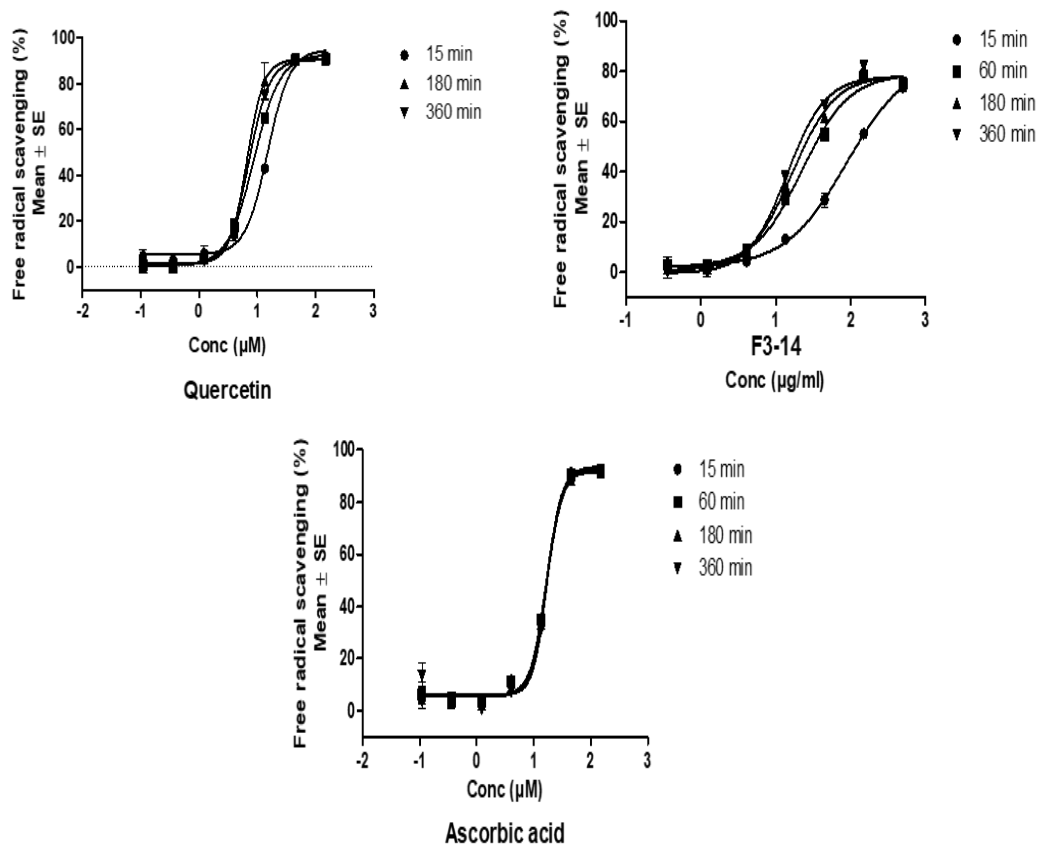 Free radical scavenging (%)
Mean ± SE
100
80
60
40
20
0
-2
-1
0
1
2
3
Conc (µM)
Quercetin
15 min
180 min
360 min
Free radical scavenging (%)
Mean ± SE
100
80
60
40
20
0
-1
0
1
2
3
F3-14
Conc (µg/ml)
15 min
60 min
180 min
360 min
Free radical scavenging (%)
Mean ± SE
100
80
60
40
20
0
-2
-1
0
1
2
3
Conc (µM)
Ascorbic acid
15 min
60 min
180 min
360 min